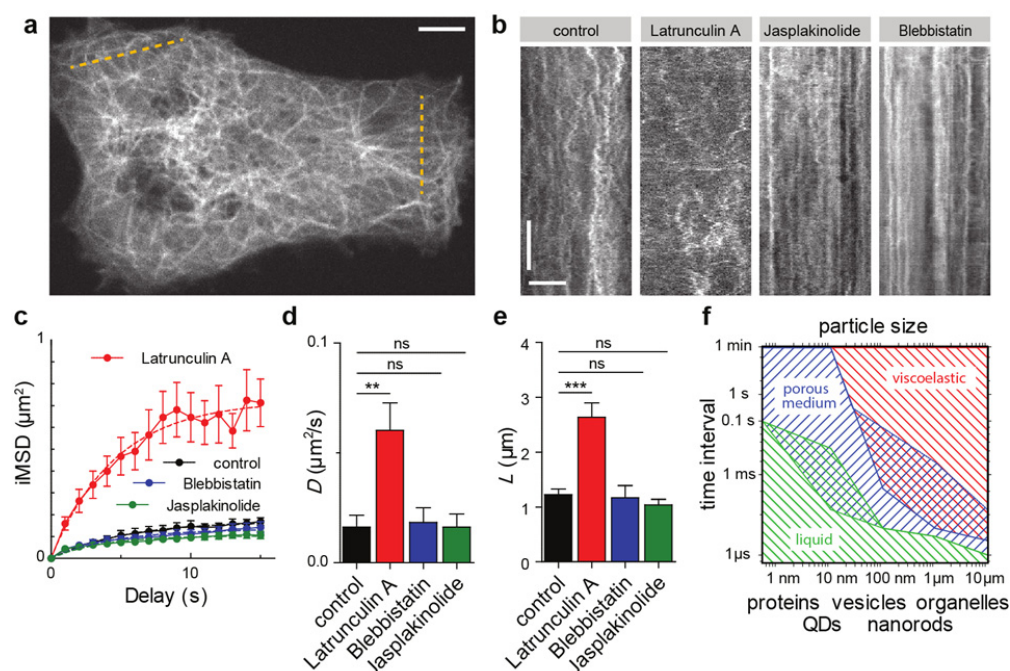 a
b
control
Latrunculin A
Jasplakinolide
Blebbistatin
c
iMSD (µm²)
1
0
Latrunculin A
control
Blebbistatin
Jasplakinolide
0
10
Delay (s)
d
D (µm²/s)
0.1
0.0
ns
ns
**
control
Latrunculin A
Blebbistatin
Jasplakinolide
e
L (µm)
4
3
2
1
0
ns
ns
***
control
Latrunculin A
Blebbistatin
Jasplakinolide
f
particle size
time interval
1 min
1 s
0.1 s
1 ms
1 µs
porous
medium
viscoelastic
liquid
1 nm 10 nm 100 nm 1µm 10µm
proteins vesicles organelles
QDs nanorods